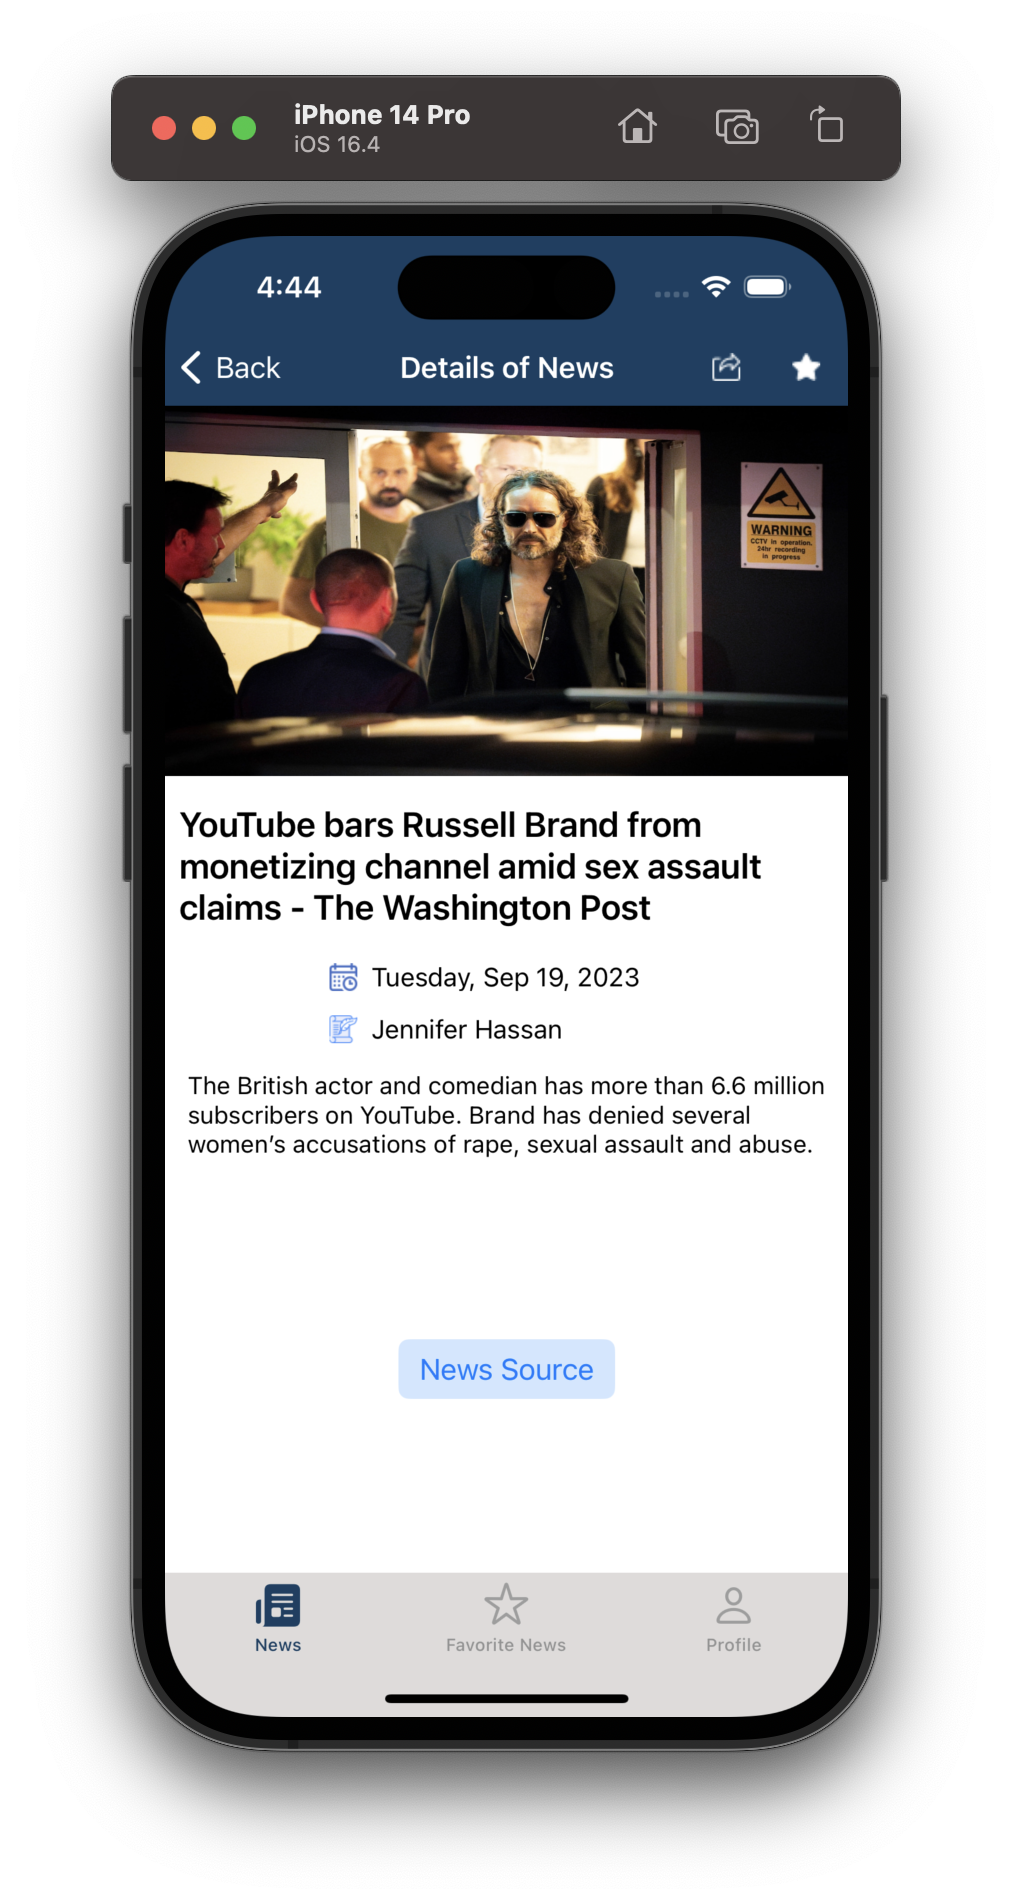 iPhone 14 Pro
iOS 16.4
4:44
Back
Details of News
WARNING
CCTV in operation.
24hr recording
in progress
YouTube bars Russell Brand from
monetizing channel amid sex assault
claims - The Washington Post
Tuesday, Sep 19, 2023
Jennifer Hassan
The British actor and comedian has more than 6.6 million
subscribers on YouTube. Brand has denied several
women’s accusations of rape, sexual assault and abuse.
News Source
News
Favorite News
Profile